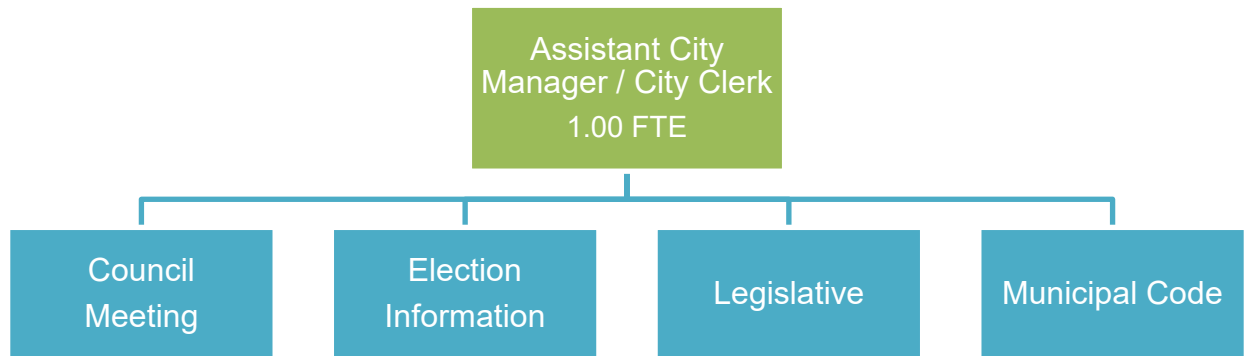 Assistant City
Manager / City Clerk
1.00 FTE
Council
Meeting
Election
Information
Legislative
Municipal Code